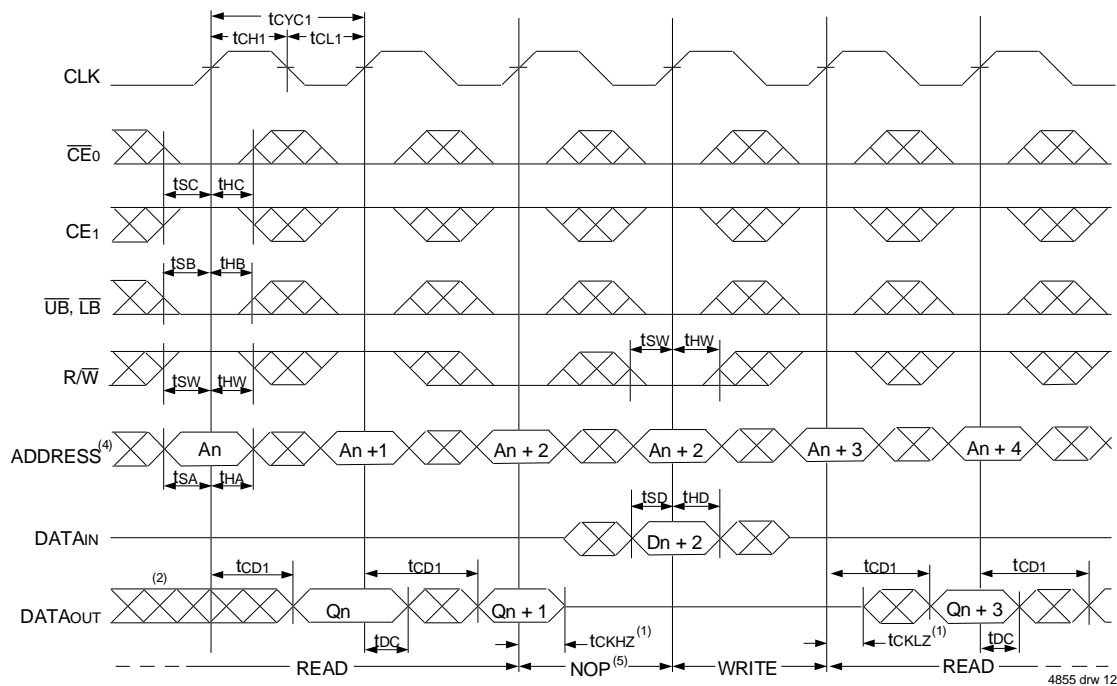 tCYC1
tCH1 tCL1
CLK
CE0
tSC tHC
CE1
tSB tHB
UB, LB
tSW tHW
R/W
tSW tHW
ADDRESS(4) An An +1 An + 2 An + 2 An + 3 An + 4
tSA tHA
tSD tHD
DATAIN Dn + 2
tCD1 tCD1 tCD1 tCD1
(2)
DATAOUT Qn Qn + 1 Qn + 3
tDC tCKHZ(1) tCKLZ(1) tDC
READ NOP(5) WRITE READ
4855 drw 12